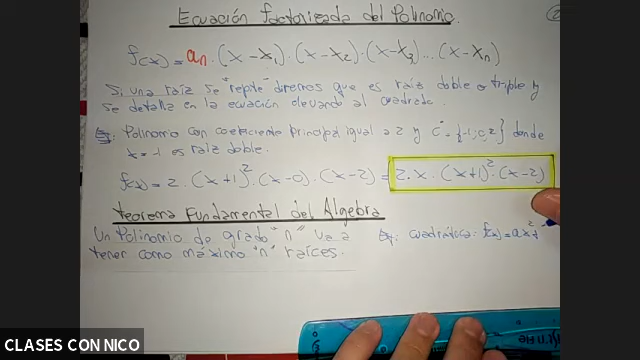 Ecuación factorizada del Polinomio.
f(x) = an · (x - x1) · (x - x2) · (x - x3) ... (x - xn)
Si una raíz se "repite" diremos que es raíz doble o triple y
se detalla en la ecuación elevando al cuadrado.
Ej: Polinomio con coeficiente principal igual a 2 y C° = {-1; 0; 2} donde
x = -1 es raíz doble.
f(x) = 2 · (x+1)² · (x-0) · (x-2) = 2 · x · (x+1)² · (x-2)
Teorema Fundamental del Álgebra
Un Polinomio de grado "n" va a
tener como máximo "n" raíces.
Ej: cuadrática: f(x) = ax²+
CLASES CON NICO